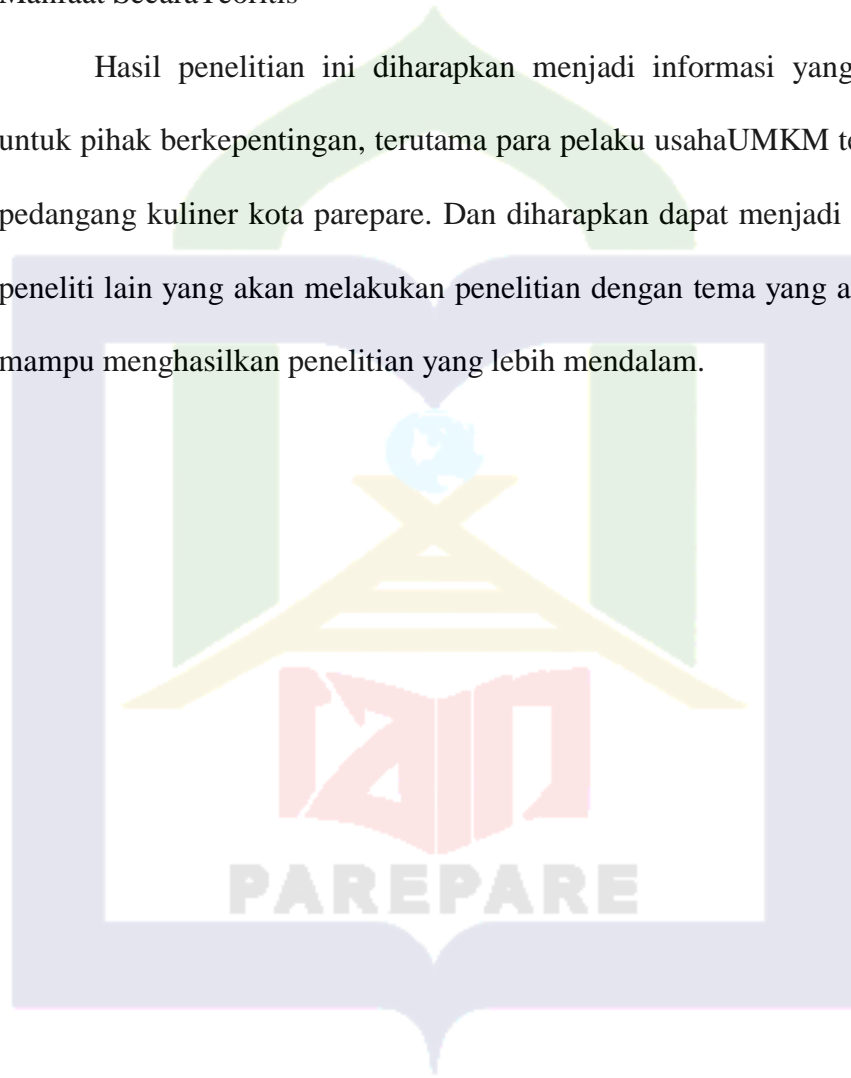 Manfaat SecaraTeoritis
Hasil penelitian ini diharapkan menjadi informasi yang
untuk pihak berkepentingan, terutama para pelaku usahaUMKM te
pedangang kuliner kota parepare. Dan diharapkan dapat menjadi
peneliti lain yang akan melakukan penelitian dengan tema yang a
mampu menghasilkan penelitian yang lebih mendalam.
iain
PAREPARE